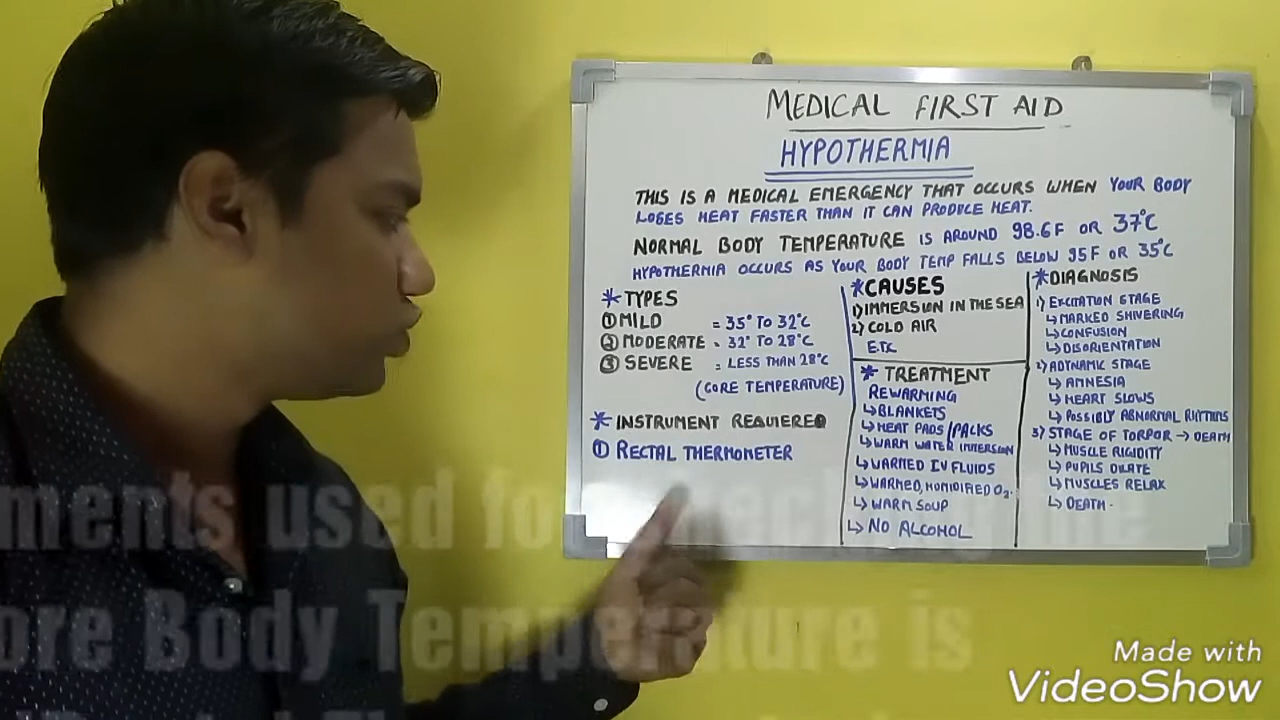 MEDICAL FIRST AID
HYPOTHERMIA
THIS IS A MEDICAL EMERGENCY THAT OCCURS WHEN YOUR BODY
LOSES HEAT FASTER THAN IT CAN PRODUCE HEAT.
NORMAL BODY TEMPERATURE IS AROUND 98.6F OR 37°C
HYPOTHERMIA OCCURS AS YOUR BODY TEMP FALLS BELOW 95F OR 35°C
* TYPES
① MILD = 35° TO 32°C
② MODERATE = 32° TO 28°C
③ SEVERE = LESS THAN 28°C
(CORE TEMPERATURE)
* INSTRUMENT REQUIERED
① RECTAL THERMOMETER
* CAUSES
1) IMMERSION IN THE SEA
2) COLD AIR
ETC
* TREATMENT
REWARMING
↳ BLANKETS
↳ HEAT PADS/PACKS
↳ WARM WATER IMMERSION
↳ WARMED IV FLUIDS
↳ WARMED, HUMIDIFIED O2.
↳ WARM SOUP
↳ NO ALCOHOL
* DIAGNOSIS
1) EXCITATION STAGE
↳ MARKED SHIVERING
↳ CONFUSION
↳ DISORIENTATION
2) ADYNAMIC STAGE
↳ AMNESIA
↳ HEART SLOWS
↳ POSSIBLY ABNORMAL RHYTHMS
3) STAGE OF TORPOR → DEATH
↳ MUSCLE RIGIDITY
↳ PUPILS DILATE
↳ MUSCLES RELAX
↳ DEATH.
ments used for checking the
ore Body Temperature is
Made with
VideoShow